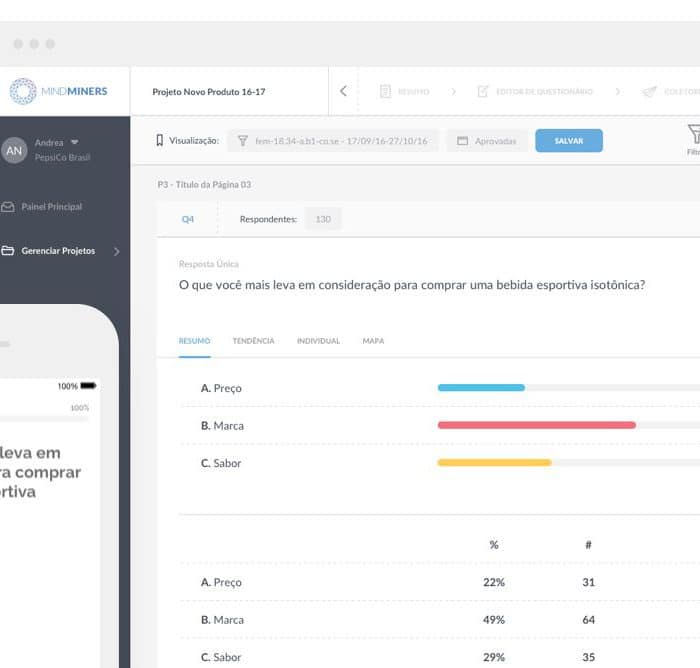 MINDMINERS
Projeto Novo Produto 16-17
RESUMO
EDITOR DE QUESTIONÁRIO
COLETOR
AN
Andrea
PepsiCo Brasil
Visualização:
fem-18.34-a.b1-co.se - 17/09/16-27/10/16
Aprovadas
SALVAR
Filtr
P3 - Título da Página 03
Painel Principal
Q4
Respondentes:
130
Gerenciar Projetos
Resposta Única
O que você mais leva em consideração para comprar uma bebida esportiva isotônica?
RESUMO
TENDÊNCIA
INDIVIDUAL
MAPA
100%
100%
A. Preço
B. Marca
C. Sabor
leva em
ra comprar
ortiva
% #
A. Preço 22% 31
B. Marca 49% 64
C. Sabor 29% 35